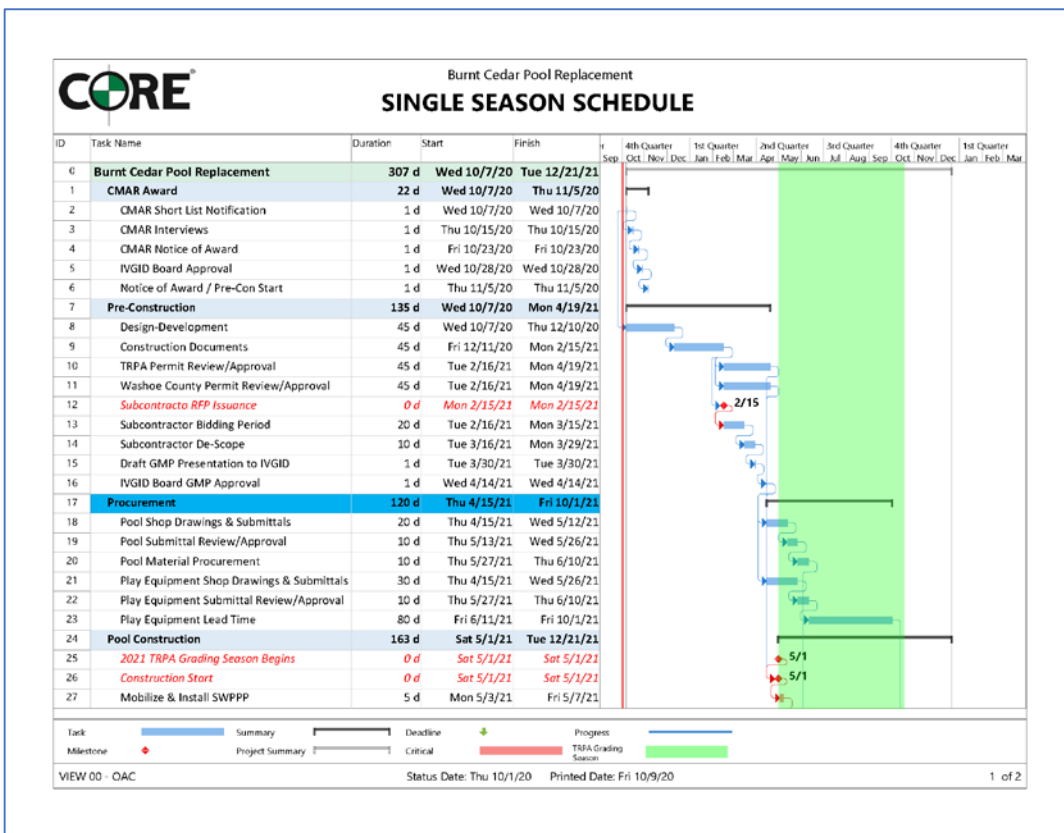 CORE
Burnt Cedar Pool Replacement
SINGLE SEASON SCHEDULE
ID Task Name Duration Start Finish r 4th Quarter 1st Quarter 2nd Quarter 3rd Quarter 4th Quarter 1st Quarter
Sep Oct Nov Dec Jan Feb Mar Apr May Jun Jul Aug Sep Oct Nov Dec Jan Feb Mar
0 Burnt Cedar Pool Replacement 307 d Wed 10/7/20 Tue 12/21/21
1 CMAR Award 22 d Wed 10/7/20 Thu 11/5/20
2 CMAR Short List Notification 1 d Wed 10/7/20 Wed 10/7/20
3 CMAR Interviews 1 d Thu 10/15/20 Thu 10/15/20
4 CMAR Notice of Award 1 d Fri 10/23/20 Fri 10/23/20
5 IVGID Board Approval 1 d Wed 10/28/20 Wed 10/28/20
6 Notice of Award / Pre-Con Start 1 d Thu 11/5/20 Thu 11/5/20
7 Pre-Construction 135 d Wed 10/7/20 Mon 4/19/21
8 Design-Development 45 d Wed 10/7/20 Thu 12/10/20
9 Construction Documents 45 d Fri 12/11/20 Mon 2/15/21
10 TRPA Permit Review/Approval 45 d Tue 2/16/21 Mon 4/19/21
11 Washoe County Permit Review/Approval 45 d Tue 2/16/21 Mon 4/19/21
12 Subcontracto RFP Issuance 0 d Mon 2/15/21 Mon 2/15/21 2/15
13 Subcontractor Bidding Period 20 d Tue 2/16/21 Mon 3/15/21
14 Subcontractor De-Scope 10 d Tue 3/16/21 Mon 3/29/21
15 Draft GMP Presentation to IVGID 1 d Tue 3/30/21 Tue 3/30/21
16 IVGID Board GMP Approval 1 d Wed 4/14/21 Wed 4/14/21
17 Procurement 120 d Thu 4/15/21 Fri 10/1/21
18 Pool Shop Drawings & Submittals 20 d Thu 4/15/21 Wed 5/12/21
19 Pool Submittal Review/Approval 10 d Thu 5/13/21 Wed 5/26/21
20 Pool Material Procurement 10 d Thu 5/27/21 Thu 6/10/21
21 Play Equipment Shop Drawings & Submittals 30 d Thu 4/15/21 Wed 5/26/21
22 Play Equipment Submittal Review/Approval 10 d Thu 5/27/21 Thu 6/10/21
23 Play Equipment Lead Time 80 d Fri 6/11/21 Fri 10/1/21
24 Pool Construction 163 d Sat 5/1/21 Tue 12/21/21
25 2021 TRPA Grading Season Begins 0 d Sat 5/1/21 Sat 5/1/21 5/1
26 Construction Start 0 d Sat 5/1/21 Sat 5/1/21 5/1
27 Mobilize & Install SWPPP 5 d Mon 5/3/21 Fri 5/7/21
Task Summary Deadline Progress
Milestone Project Summary Critical TRPA Grading
Season
VIEW 00 - OAC Status Date: Thu 10/1/20 Printed Date: Fri 10/9/20 1 of 2